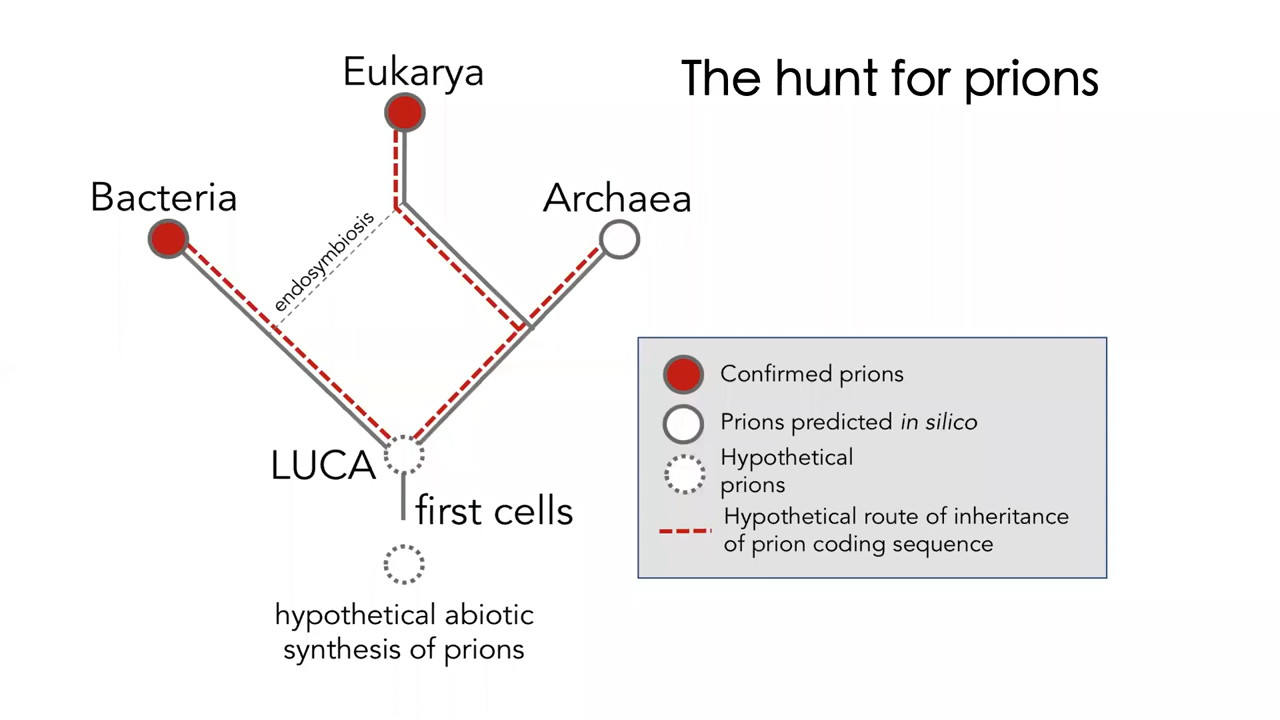 The hunt for prions
Eukarya
Bacteria
Archaea
endosymbiosis
LUCA
first cells
hypothetical abiotic
synthesis of prions
Confirmed prions
Prions predicted in silico
Hypothetical
prions
Hypothetical route of inheritance
of prion coding sequence